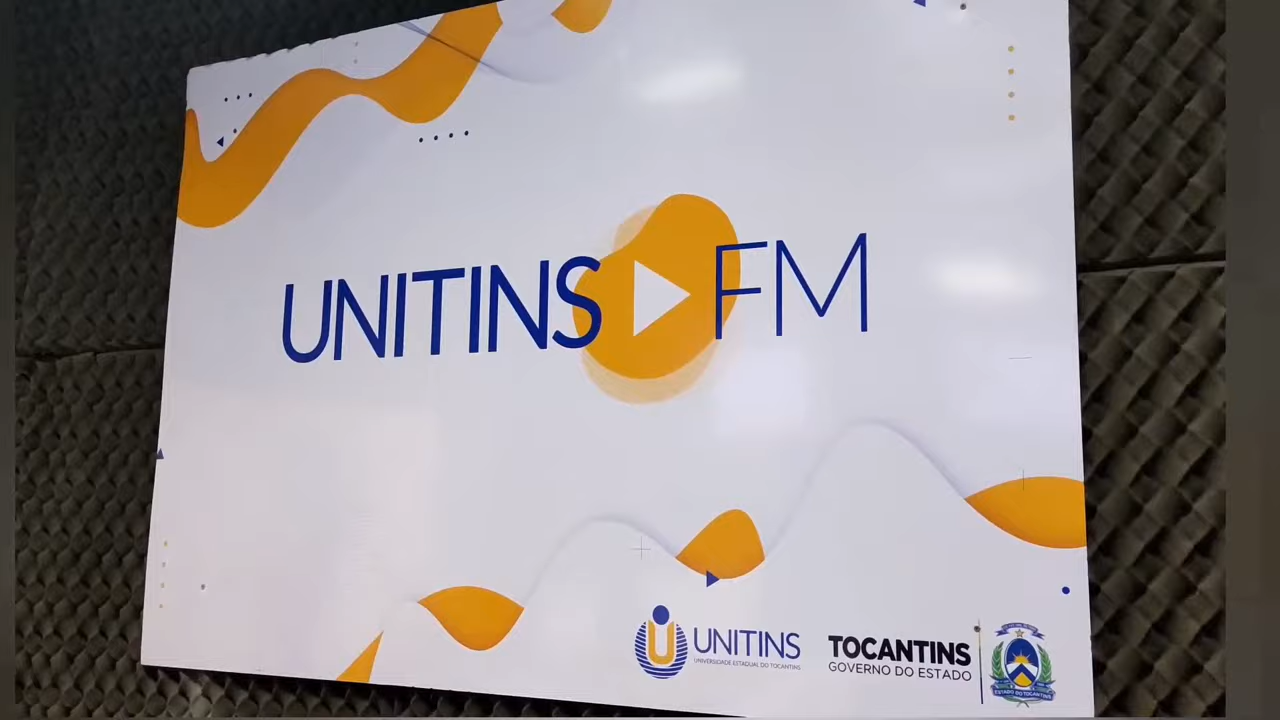 UNITINS FM
UNITINS
UNIVERSIDADE ESTADUAL DO TOCANTINS
TOCANTINS
GOVERNO DO ESTADO
ESTADO DO TOCANTINS